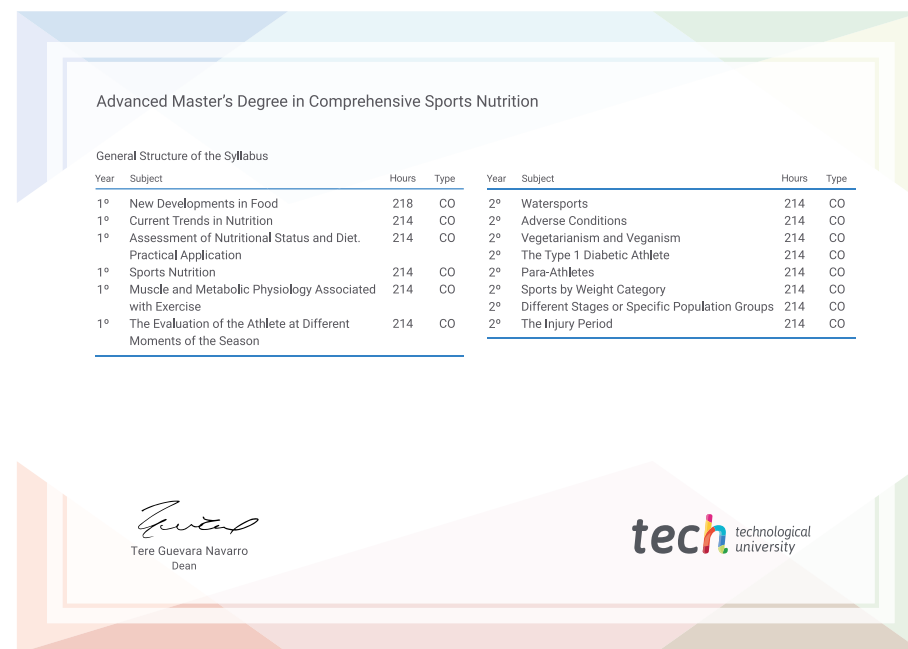 Advanced Master's Degree in Comprehensive Sports Nutrition
General Structure of the Syllabus
Year Subject Hours Type
1º New Developments in Food 218 CO
1º Current Trends in Nutrition 214 CO
1º Assessment of Nutritional Status and Diet. 214 CO
Practical Application
1º Sports Nutrition 214 CO
1º Muscle and Metabolic Physiology Associated 214 CO
with Exercise
1º The Evaluation of the Athlete at Different 214 CO
Moments of the Season
Year Subject Hours Type
2º Watersports 214 CO
2º Adverse Conditions 214 CO
2º Vegetarianism and Veganism 214 CO
2º The Type 1 Diabetic Athlete 214 CO
2º Para-Athletes 214 CO
2º Sports by Weight Category 214 CO
2º Different Stages or Specific Population Groups 214 CO
2º The Injury Period 214 CO
Tere Guevara Navarro
Dean
tech technological
university